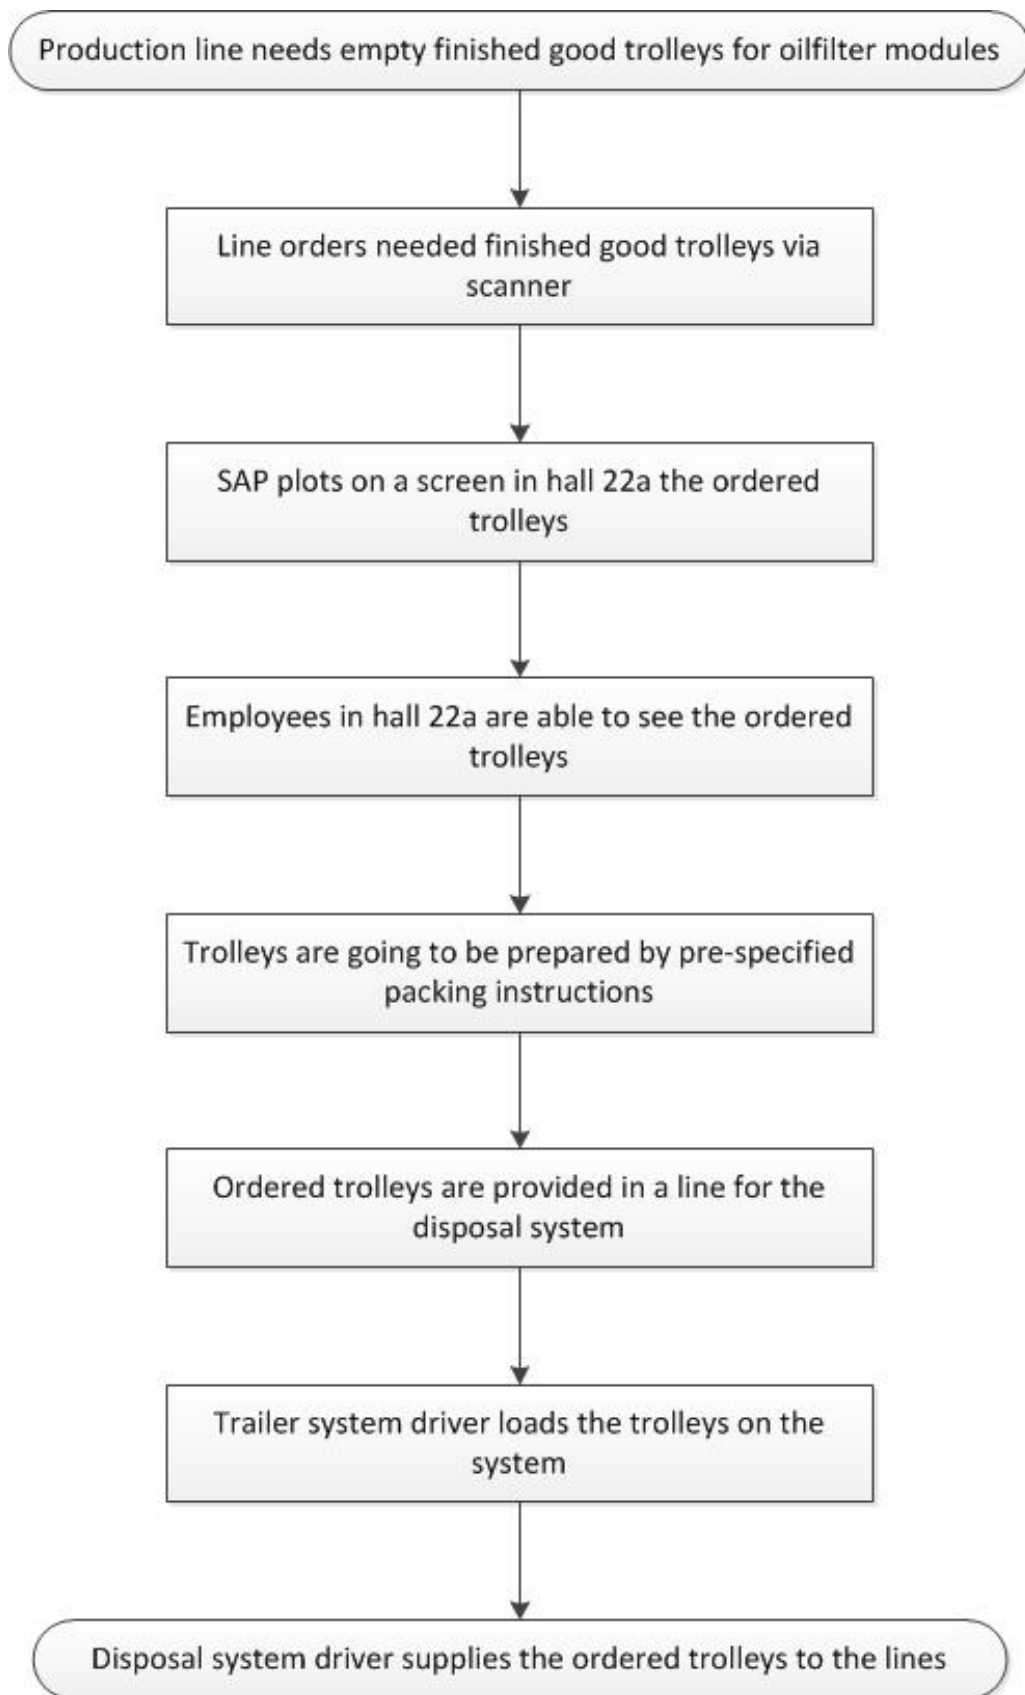 Production line needs empty finished good trolleys for oilfilter modules
Line orders needed finished good trolleys via
scanner
SAP plots on a screen in hall 22a the ordered
trolleys
Employees in hall 22a are able to see the ordered
trolleys
Trolleys are going to be prepared by pre-specified
packing instructions
Ordered trolleys are provided in a line for the
disposal system
Trailer system driver loads the trolleys on the
system
Disposal system driver supplies the ordered trolleys to the lines